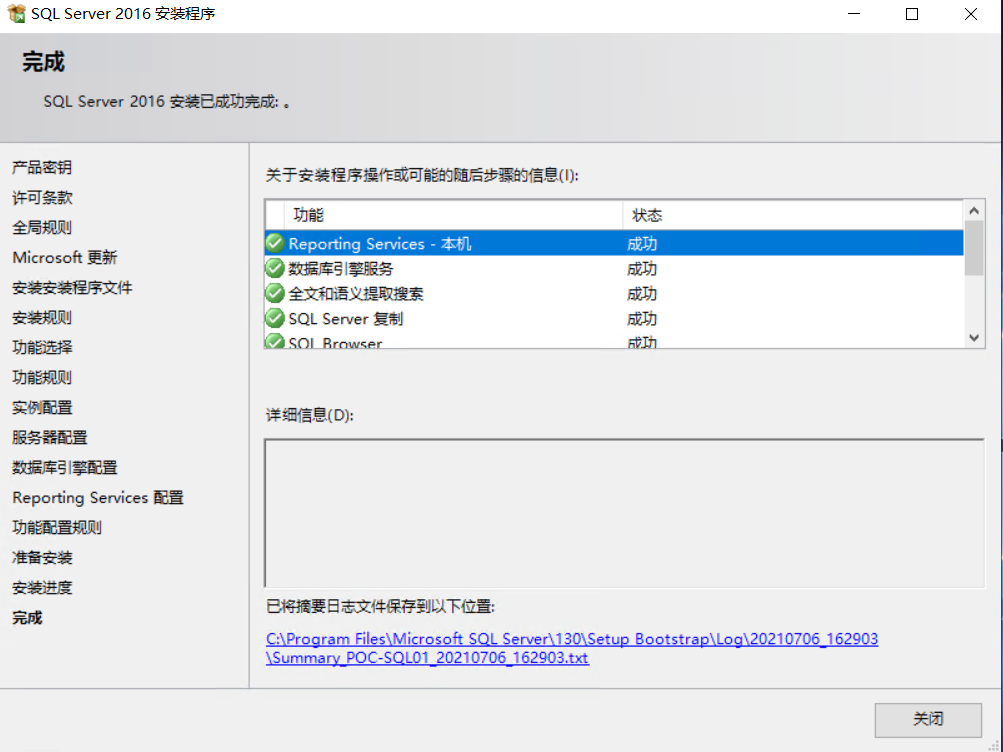 SQL Server 2016 安装程序
完成
SQL Server 2016 安装已成功完成: 。
产品密钥
许可条款
全局规则
Microsoft 更新
安装安装程序文件
安装规则
功能选择
功能规则
实例配置
服务器配置
数据库引擎配置
Reporting Services 配置
功能配置规则
准备安装
安装进度
完成
关于安装程序操作或可能的随后步骤的信息(I):
功能 状态
Reporting Services - 本机 成功
数据库引擎服务 成功
全文和语义提取搜索 成功
SQL Server 复制 成功
SQL Browser 成功
详细信息(D):
已将摘要日志文件保存到以下位置:
C:\Program Files\Microsoft SQL Server\130\Setup Bootstrap\Log\20210706_162903
\Summary_POC-SQL01_20210706_162903.txt
关闭